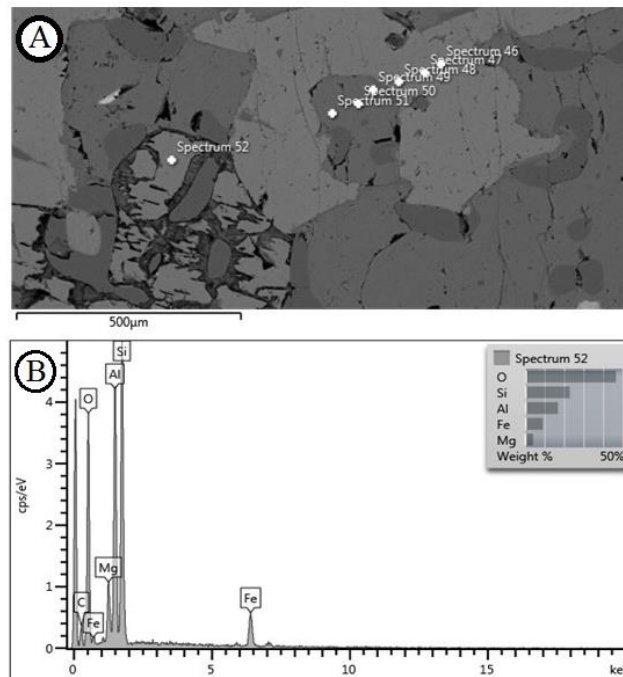 A
Spectrum 46
Spectrum 47
Spectrum 48
Spectrum 49
Spectrum 50
Spectrum 51
Spectrum 52
500µm
B
Si
Al
O
Mg
C
Fe
Fe
4
3
2
1
0
cps/eV
0
5
10
15
ke
Spectrum 52
O
Si
Al
Fe
Mg
Weight %
50%